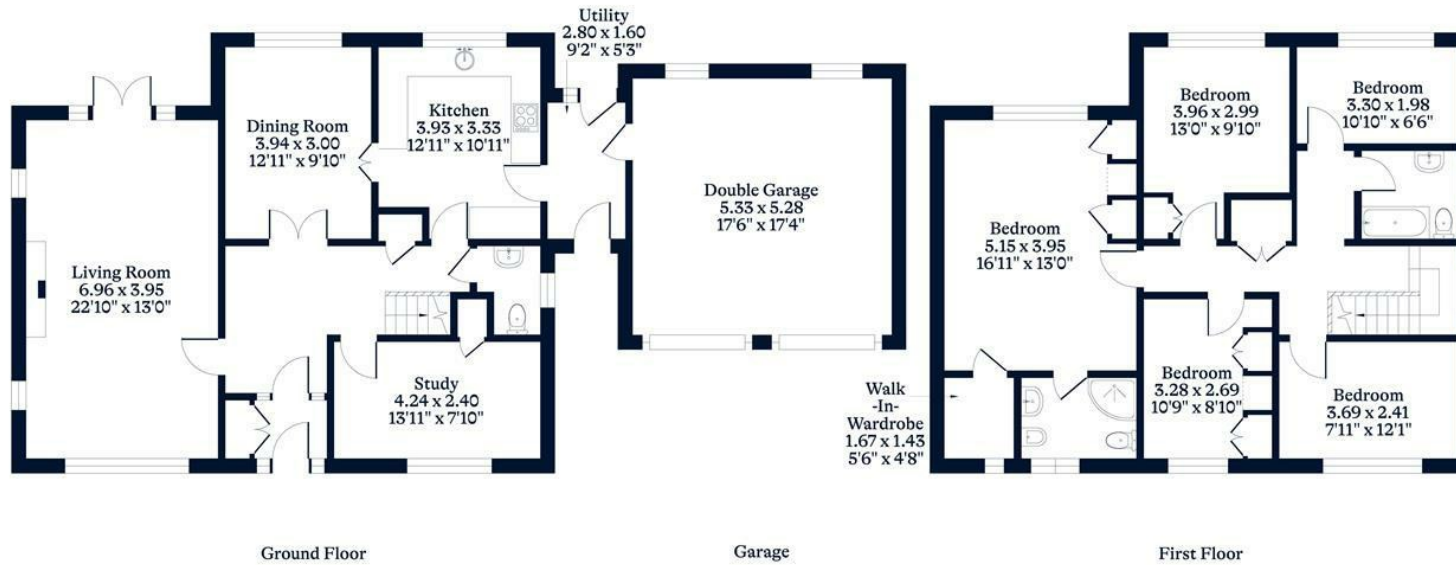 Utility
2.80 x 1.60
9'2" x 5'3"
Dining Room
3.94 x 3.00
12'11" x 9'10"
Kitchen
3.93 x 3.33
12'11" x 10'11"
Living Room
6.96 x 3.95
22'10" x 13'0"
Study
4.24 x 2.40
13'11" x 7'10"
Double Garage
5.33 x 5.28
17'6" x 17'4"
Bedroom
5.15 x 3.95
16'11" x 13'0"
Bedroom
3.96 x 2.99
13'0" x 9'10"
Bedroom
3.30 x 1.98
10'10" x 6'6"
Walk
-In-
Wardrobe
1.67 x 1.43
5'6" x 4'8"
Bedroom
3.28 x 2.69
10'9" x 8'10"
Bedroom
3.69 x 2.41
7'11" x 12'1"
Ground Floor
Garage
First Floor